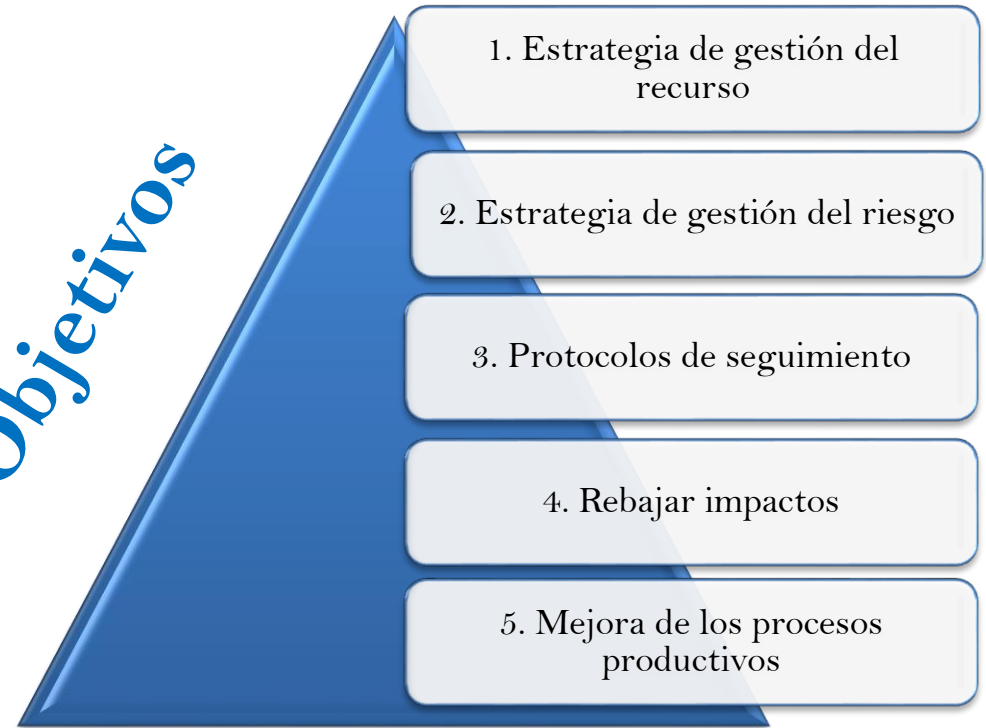 Objetivos
1. Estrategia de gestión del
recurso
2. Estrategia de gestión del riesgo
3. Protocolos de seguimiento
4. Rebajar impactos
5. Mejora de los procesos
productivos